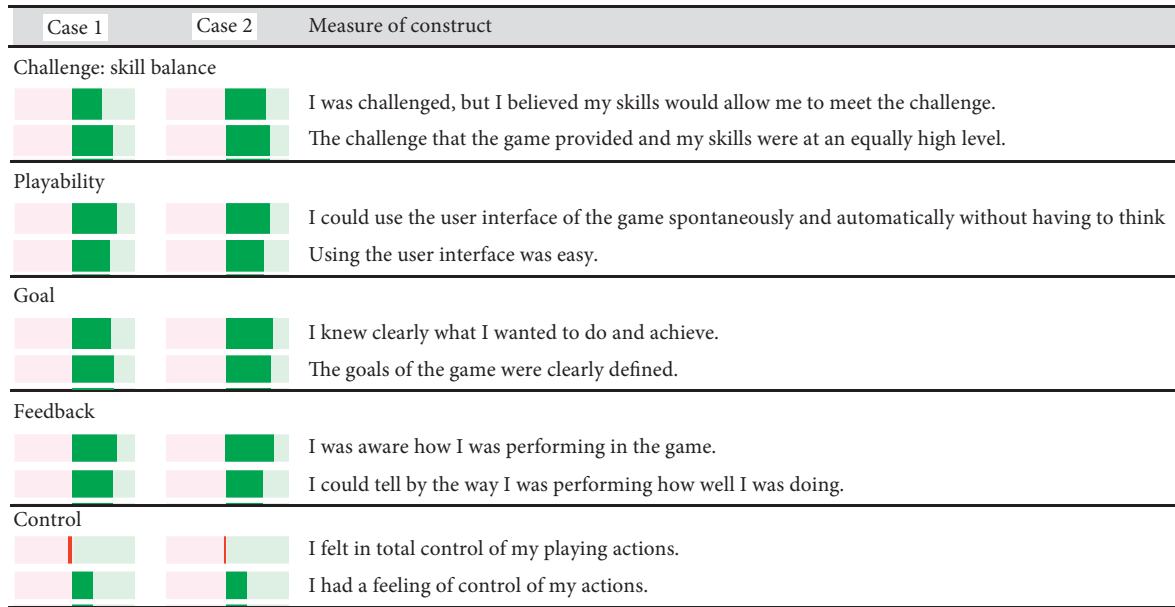 Case 1 Case 2 Measure of construct
Challenge: skill balance
I was challenged, but I believed my skills would allow me to meet the challenge.
The challenge that the game provided and my skills were at an equally high level.
Playability
I could use the user interface of the game spontaneously and automatically without having to think
Using the user interface was easy.
Goal
I knew clearly what I wanted to do and achieve.
The goals of the game were clearly defined.
Feedback
I was aware how I was performing in the game.
I could tell by the way I was performing how well I was doing.
Control
I felt in total control of my playing actions.
I had a feeling of control of my actions.